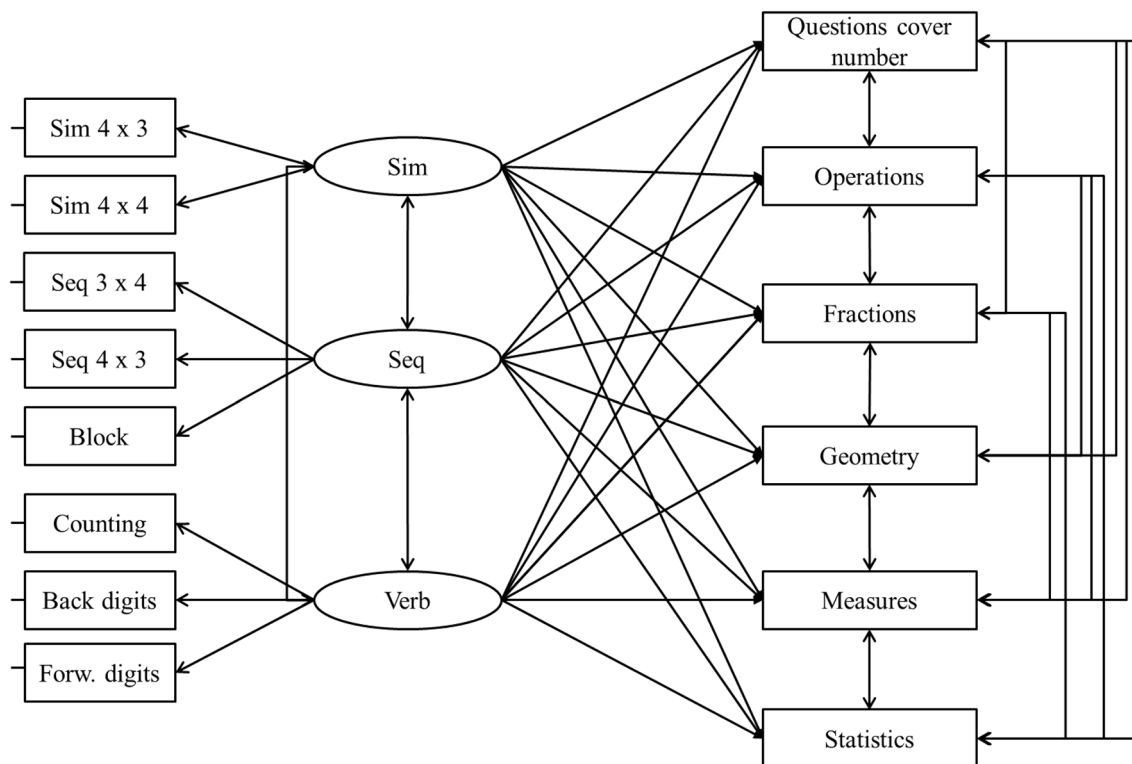 Questions cover
number
Sim 4 x 3
Sim
Operations
Sim 4 x 4
Seq 3 x 4
Fractions
Seq 4 x 3
Seq
Block
Geometry
Counting
Back digits
Verb
Measures
Forw. digits
Statistics